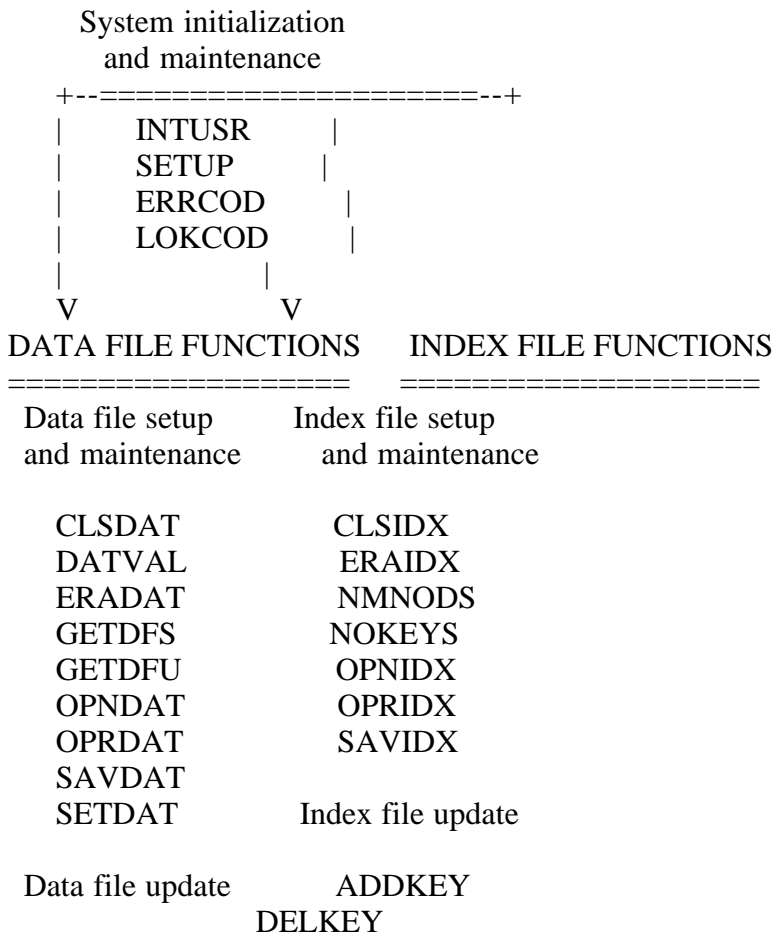 System initialization
and maintenance
+--=====================--+
| INTUSR |
| SETUP |
| ERRCOD |
| LOKCOD |
| |
V V
DATA FILE FUNCTIONS INDEX FILE FUNCTIONS
=================== ====================
Data file setup Index file setup
and maintenance and maintenance
CLSDAT CLSIDX
DATVAL ERAIDX
ERADAT NMNODS
GETDFS NOKEYS
GETDFU OPNIDX
OPNDAT OPRIDX
OPRDAT SAVIDX
SAVDAT
SETDAT Index file update
Data file update ADDKEY
DELKEY